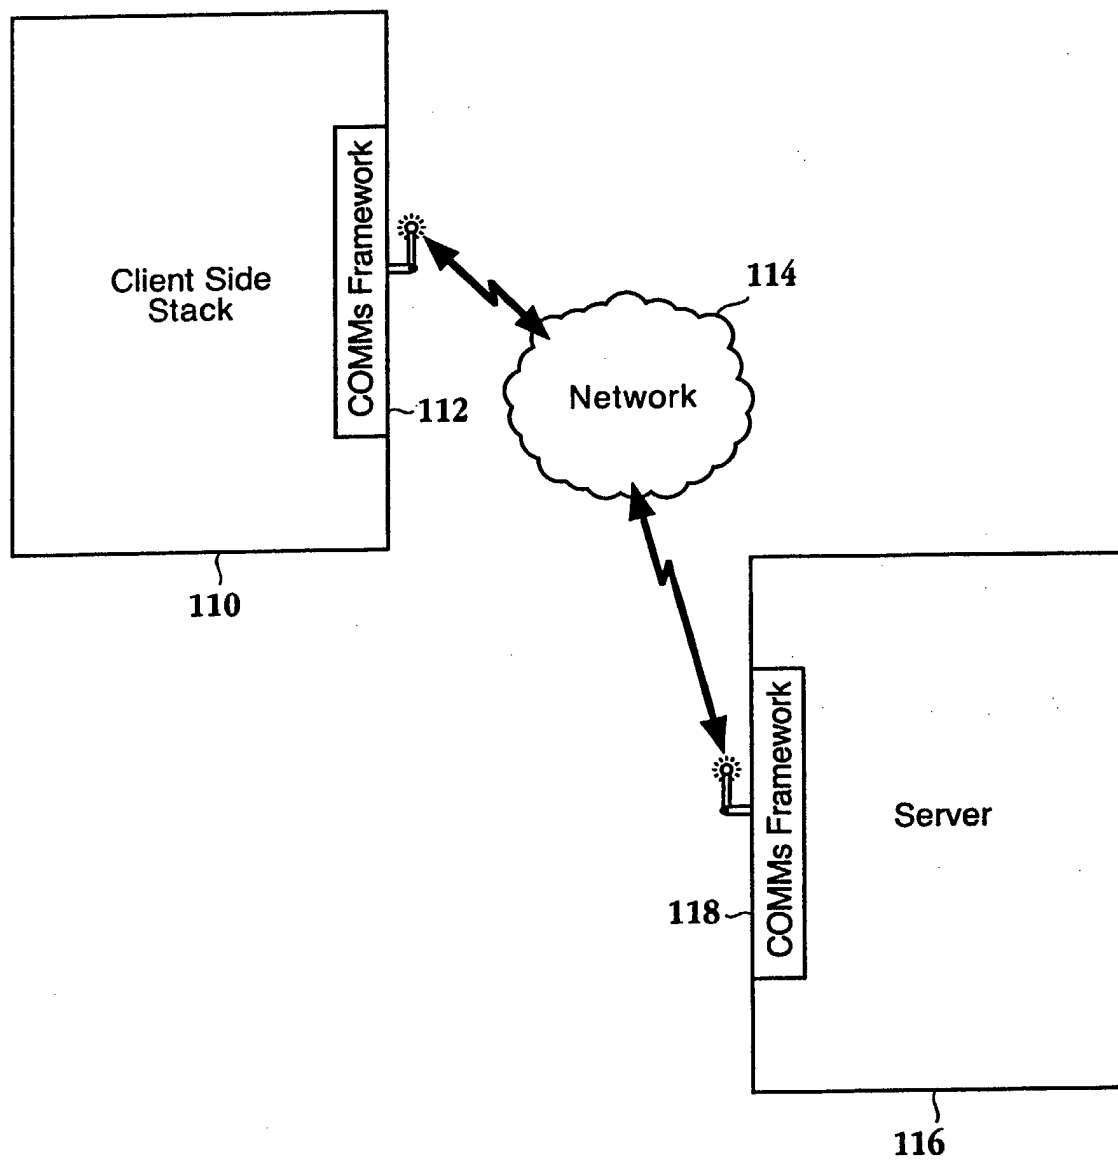 Client Side
Stack
COMMs Framework
112
110
114
Network
COMMs Framework
118
Server
116